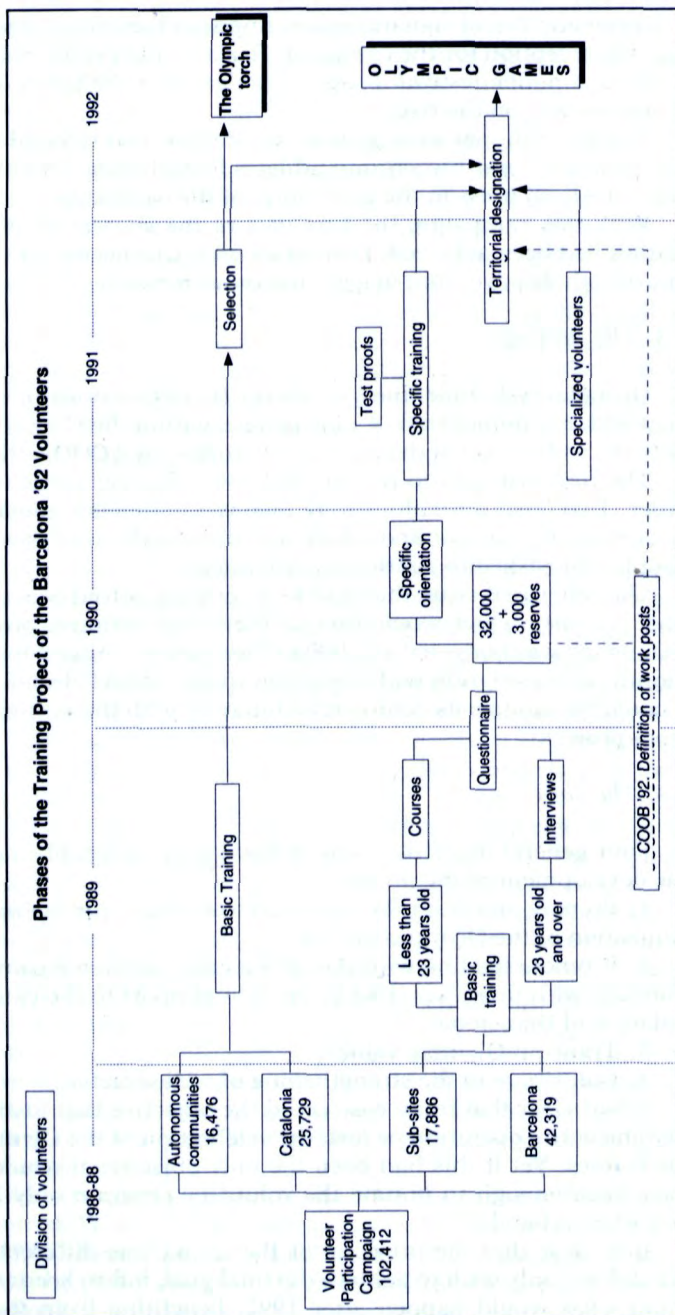 Phases of the Training Project of the Barcelona '92 Volunteers
Division of volunteers
1986-88
1989
1990
1991
1992
Volunteer
Participation
Campaign
102,412
Autonomous
communities
16,476
Catalonia
25,729
Sub-sites
17,886
Barcelona
42,319
Basic Training
Basic
training
Less than
23 years old
23 years old
and over
Courses
Interviews
Questionnaire
32,000
+
3,000
reserves
Specific
orientation
Test proofs
Specific training
Specialized volunteers
Selection
Territorial designation
The Olympic
torch
OLYMPIC GAMES
COOB '92. Definition of work posts